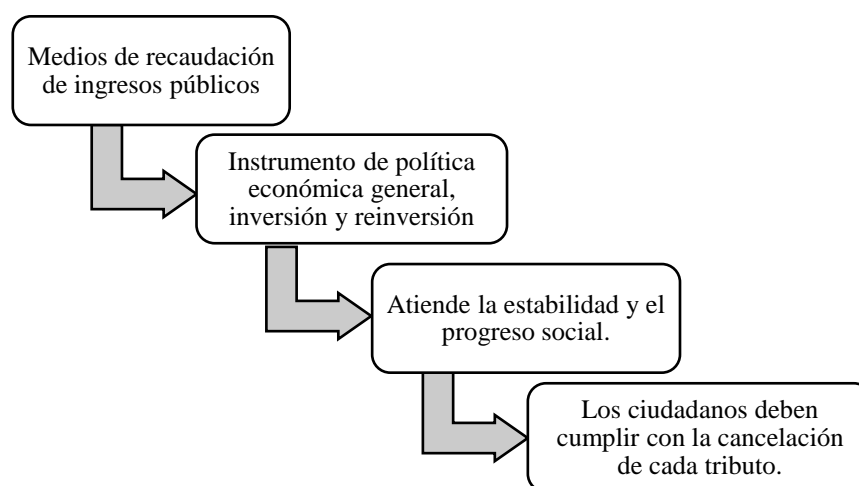 Medios de recaudación
de ingresos públicos
Instrumento de política
económica general,
inversión y reinversión
Atiende la estabilidad y el
progreso social.
Los ciudadanos deben
cumplir con la cancelación
de cada tributo.